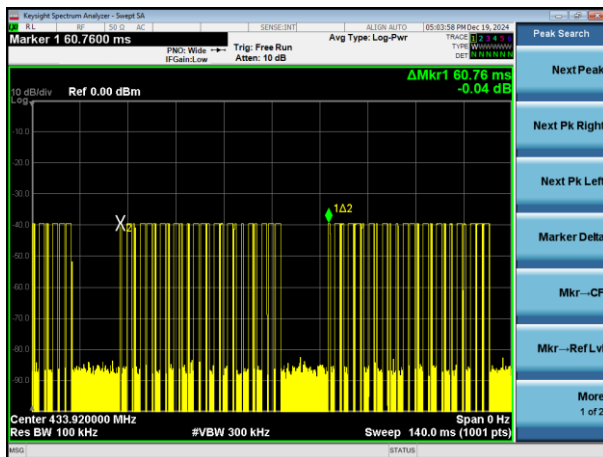 Keysight Spectrum Analyzer - Swept SA
RL RF 50 Ω AC SENSE:INT ALIGN AUTO 05:03:58 PM Dec 19, 2024
Marker 1 60.7600 ms
PNO: Wide
IFGain:Low
Trig: Free Run
Atten: 10 dB
Avg Type: Log-Pwr
TRACE 1 2 3 4 5 6
TYPE WWWWWW
DET NNNNNN
Peak Search
Next Peak
Next Pk Right
Next Pk Left
Marker Delta
Mkr→CF
Mkr→Ref Lvl
More
1 of 2
ΔMkr1 60.76 ms
-0.04 dB
10 dB/div
Log
Ref 0.00 dBm
-10.0
-20.0
-30.0
-40.0
-50.0
-60.0
-70.0
-80.0
-90.0
X2
1Δ2
Center 433.920000 MHz
Span 0 Hz
Res BW 100 kHz
#VBW 300 kHz
Sweep 140.0 ms (1001 pts)
MSG
STATUS